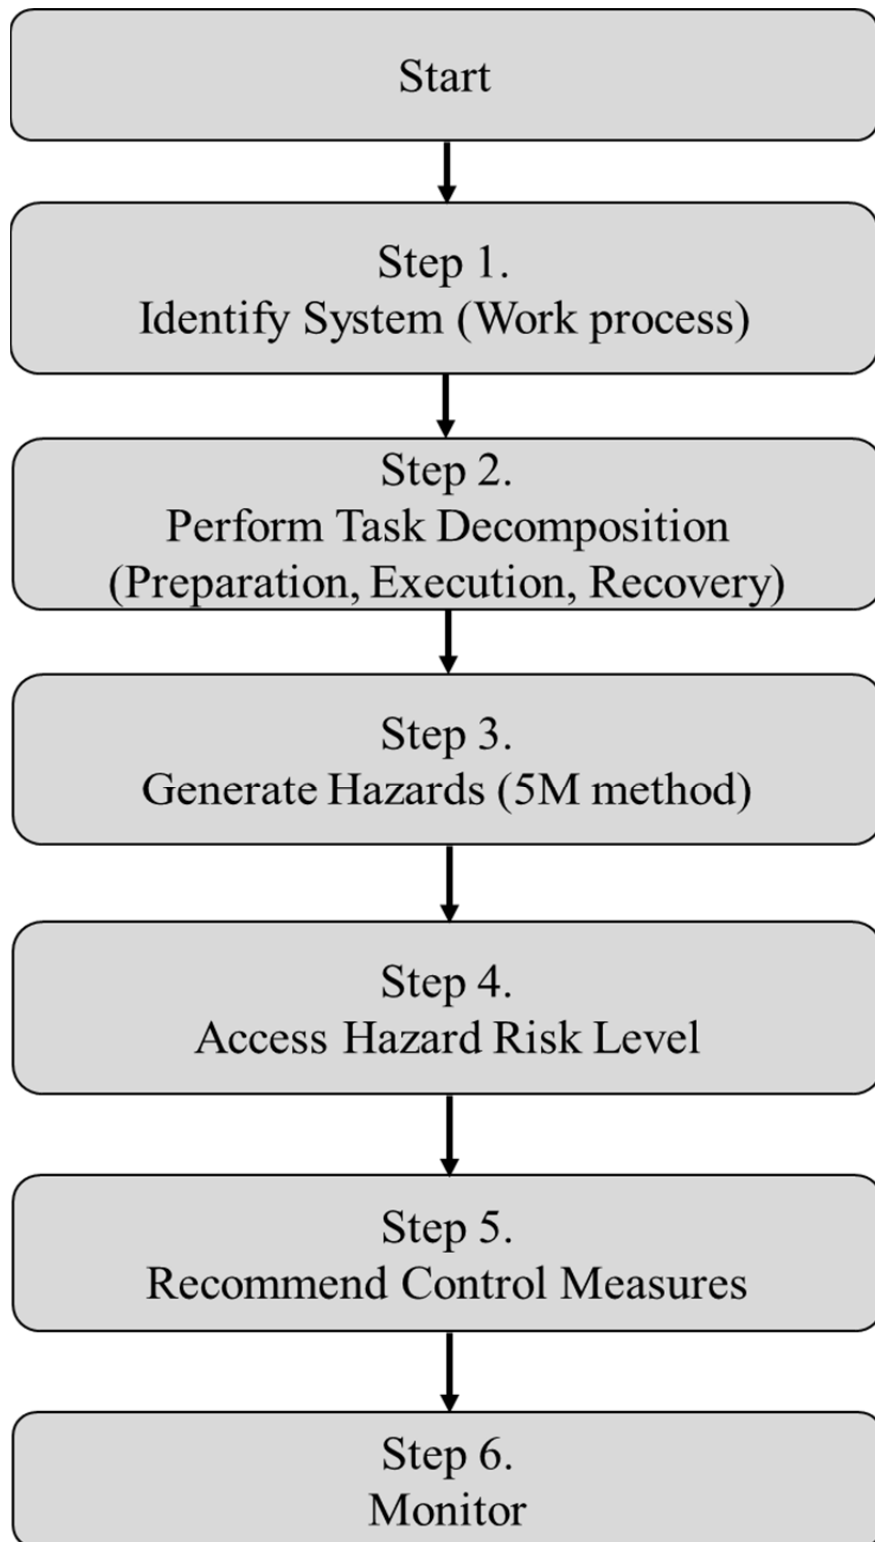 Start
Step 1.
Identify System (Work process)
Step 2.
Perform Task Decomposition
(Preparation, Execution, Recovery)
Step 3.
Generate Hazards (5M method)
Step 4.
Access Hazard Risk Level
Step 5.
Recommend Control Measures
Step 6.
Monitor